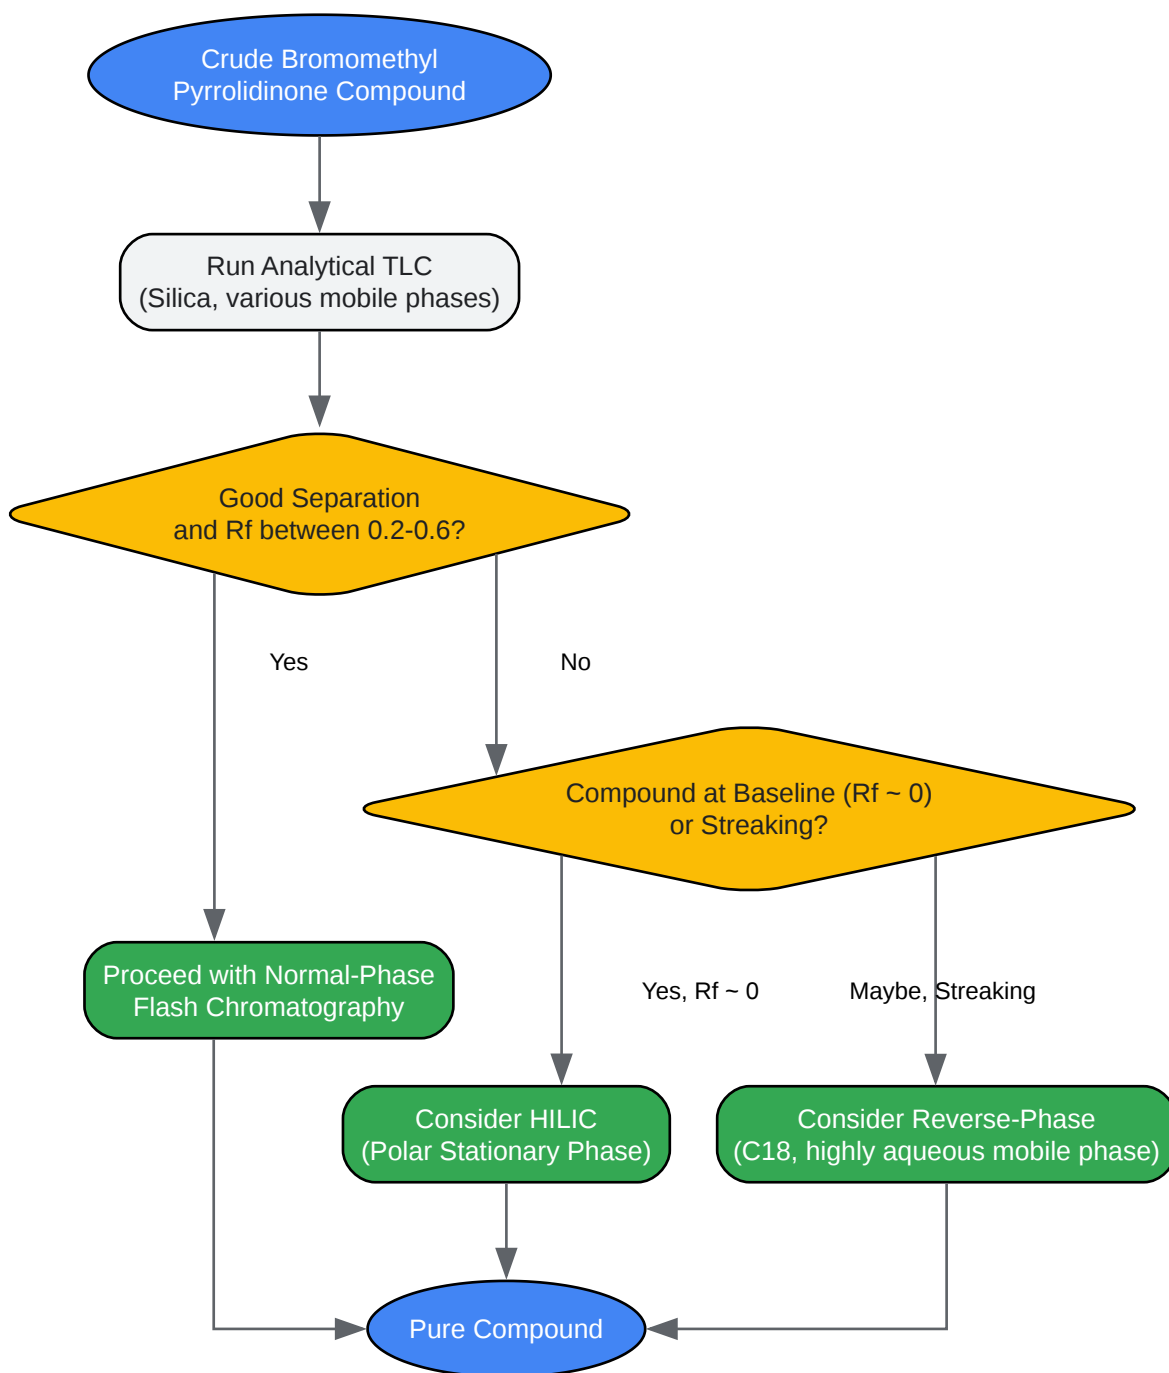 Crude Bromomethyl
Pyrrolidinone Compound
Run Analytical TLC
(Silica, various mobile phases)
Good Separation
and Rf between 0.2-0.6?
Yes
No
Compound at Baseline (Rf ~ 0)
or Streaking?
Proceed with Normal-Phase
Flash Chromatography
Yes, Rf ~ 0
Maybe, Streaking
Consider HILIC
(Polar Stationary Phase)
Consider Reverse-Phase
(C18, highly aqueous mobile phase)
Pure Compound